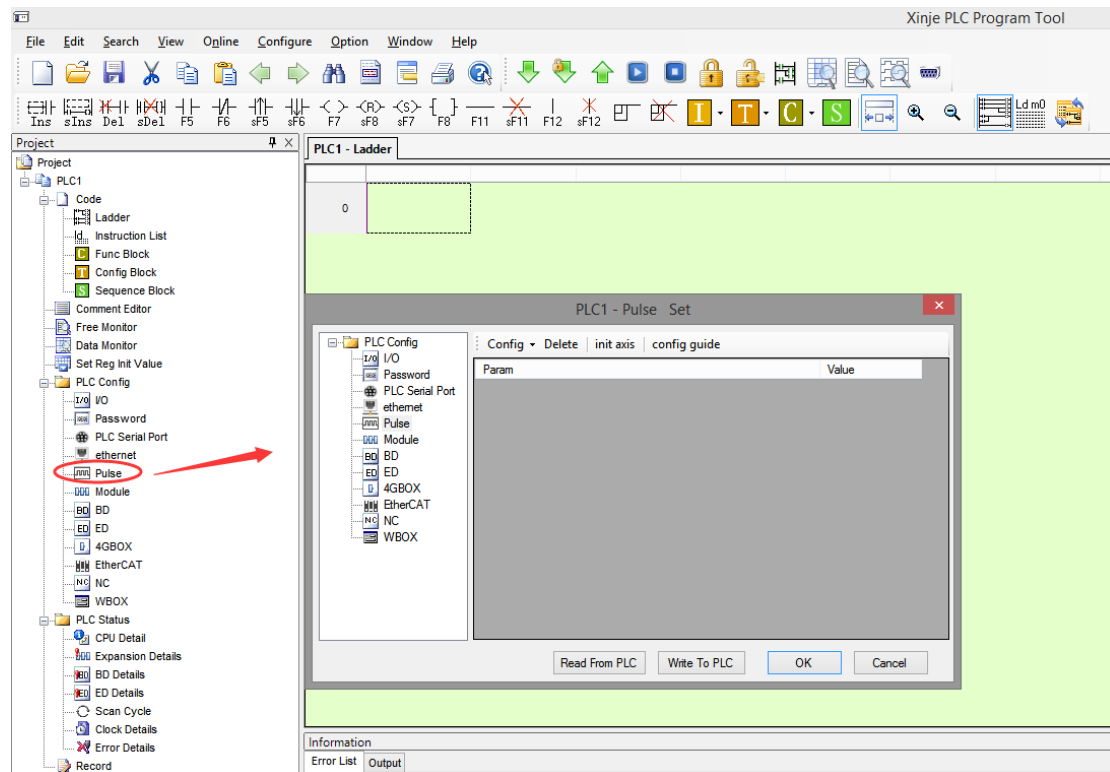 Xinje PLC Program Tool
File Edit Search View Online Configure Option Window Help
Ins sIns Del sDel F5 F6 sF5 sF6 F7 sF8 sF7 F8 F11 sF11 F12 sF12 I T C S Ld m0
Project
PLC1 - Ladder
Project
PLC1
Code
Ladder
Instruction List
Func Block
Config Block
Sequence Block
Comment Editor
Free Monitor
Data Monitor
Set Reg Init Value
PLC Config
I/O
Password
PLC Serial Port
ethernet
Pulse
Module
BD
ED
4GBOX
EtherCAT
NC
WBOX
PLC Status
CPU Detail
Expansion Details
BD Details
ED Details
Scan Cycle
Clock Details
Error Details
Record
0
PLC1 - Pulse Set
PLC Config
I/O
Password
PLC Serial Port
ethernet
Pulse
Module
BD
ED
4GBOX
EtherCAT
NC
WBOX
Config Delete init axis config guide
Param Value
Read From PLC Write To PLC OK Cancel
Information
Error List Output